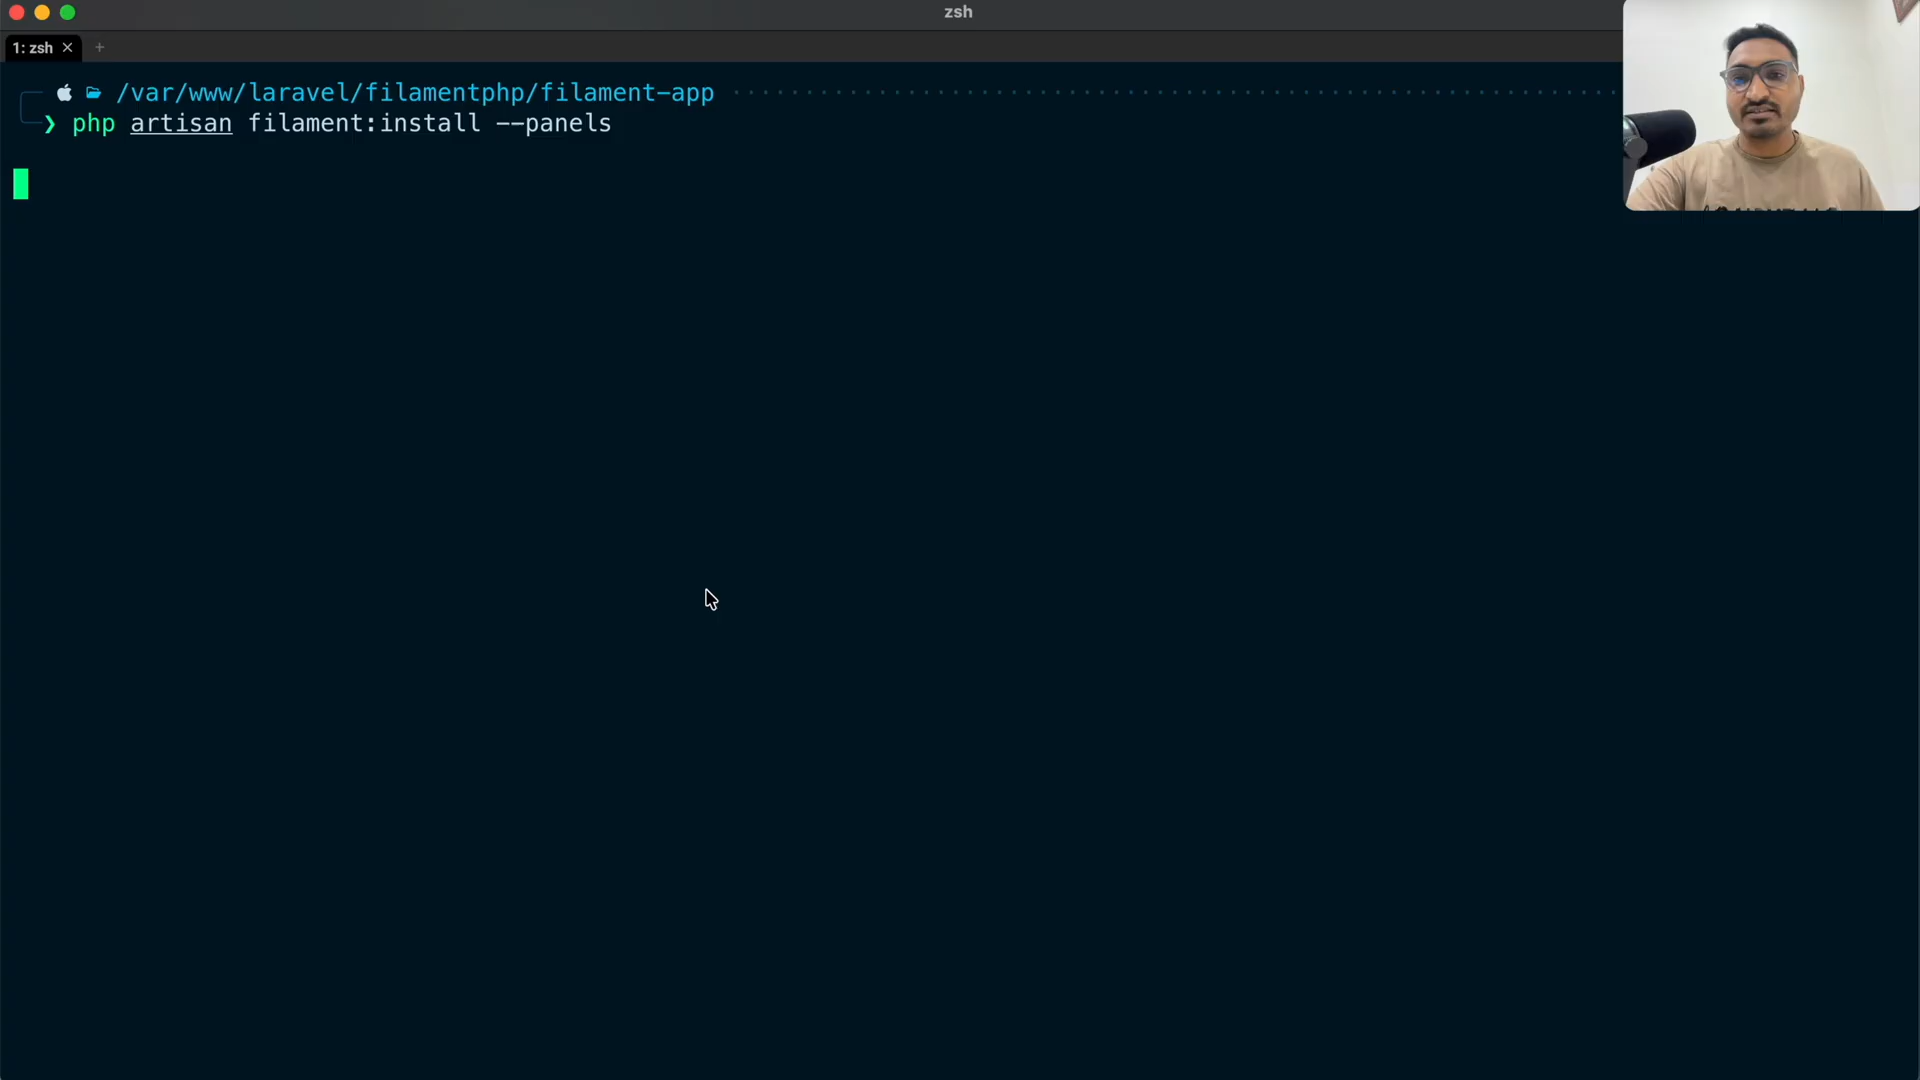 zsh
1: zsh
/var/www/laravel/filamentphp/filament-app
❯ php artisan filament:install --panels